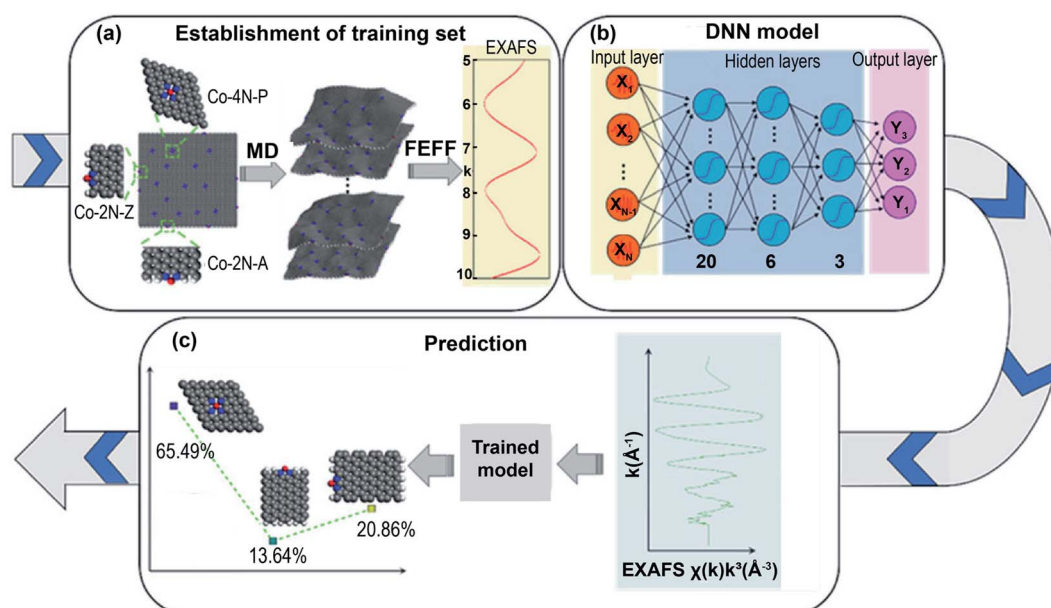 (a)
Establishment of training set
EXAFS
Co-4N-P
Co-2N-Z
Co-2N-A
MD
FEFF
5
6
7
k
8
9
10
(b)
DNN model
Input layer
Hidden layers
Output layer
X₁
X₂
X_N-1
X_N
20
6
3
Y₃
Y₂
Y₁
(c)
Prediction
65.49%
13.64%
20.86%
Trained
model
k(Å⁻¹)
EXAFS χ(k)k³(Å⁻³)